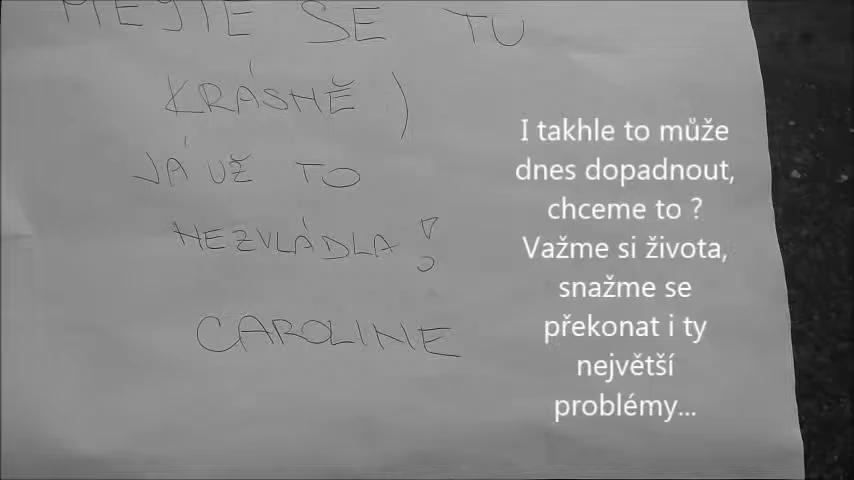 MEJTE SE TU
KRÁSNĚ )
JÁ UŽ TO
NEZVLÁDLA !
CAROLINE
I takhle to může
dnes dopadnout,
chceme to ?
Važme si života,
snažme se
překonat i ty
největší
problémy...